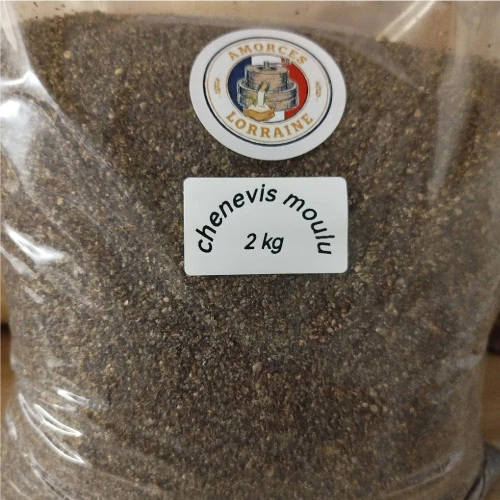 AMORCES
LORRAINE
chenevis moulu
2 kg